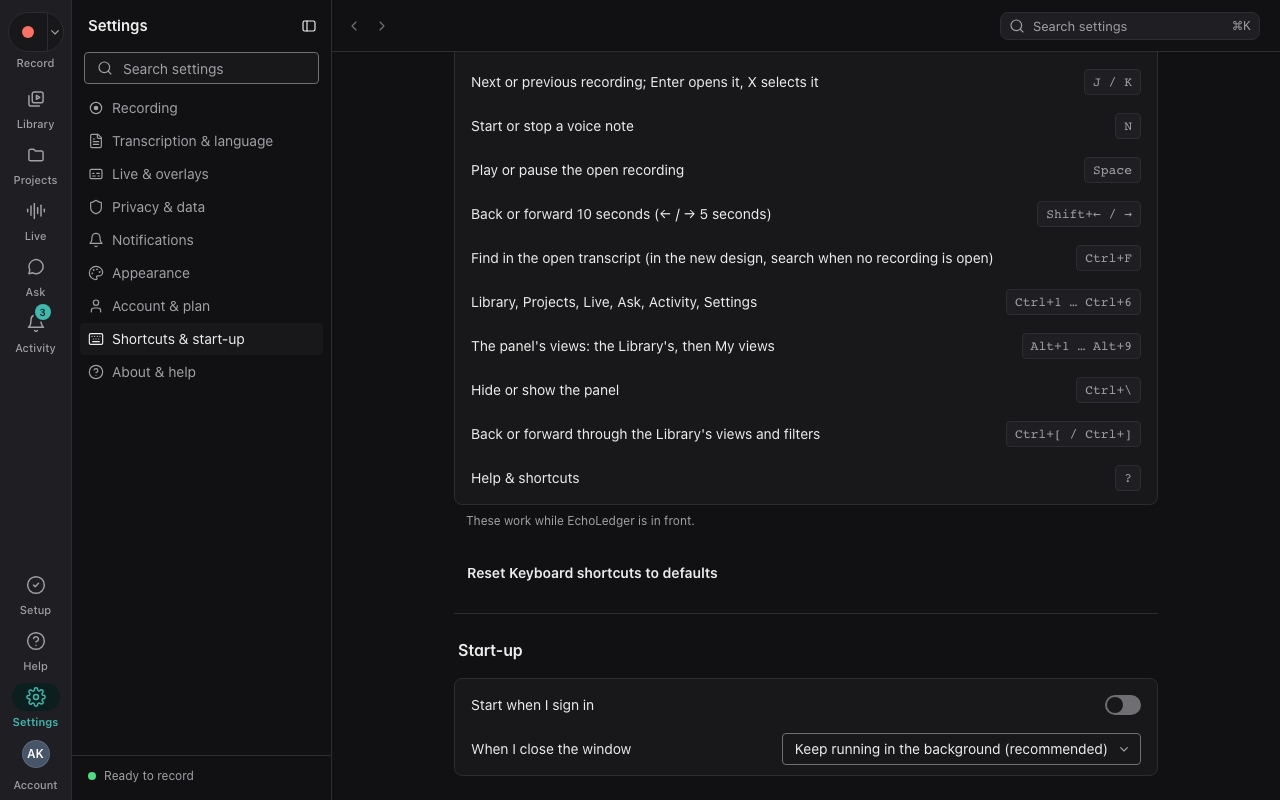 Record
Library
Projects
Live
Ask
3
Activity
Setup
Help
Settings
AK
Account
Settings
Search settings
Recording
Transcription & language
Live & overlays
Privacy & data
Notifications
Appearance
Account & plan
Shortcuts & start-up
About & help
Ready to record
Search settings ⌘K
Next or previous recording; Enter opens it, X selects it J / K
Start or stop a voice note N
Play or pause the open recording Space
Back or forward 10 seconds (← / → 5 seconds) Shift+← / →
Find in the open transcript (in the new design, search when no recording is open) Ctrl+F
Library, Projects, Live, Ask, Activity, Settings Ctrl+1 … Ctrl+6
The panel's views: the Library's, then My views Alt+1 … Alt+9
Hide or show the panel Ctrl+\
Back or forward through the Library's views and filters Ctrl+[ / Ctrl+]
Help & shortcuts ?
These work while EchoLedger is in front.
Reset Keyboard shortcuts to defaults
Start-up
Start when I sign in
When I close the window Keep running in the background (recommended)